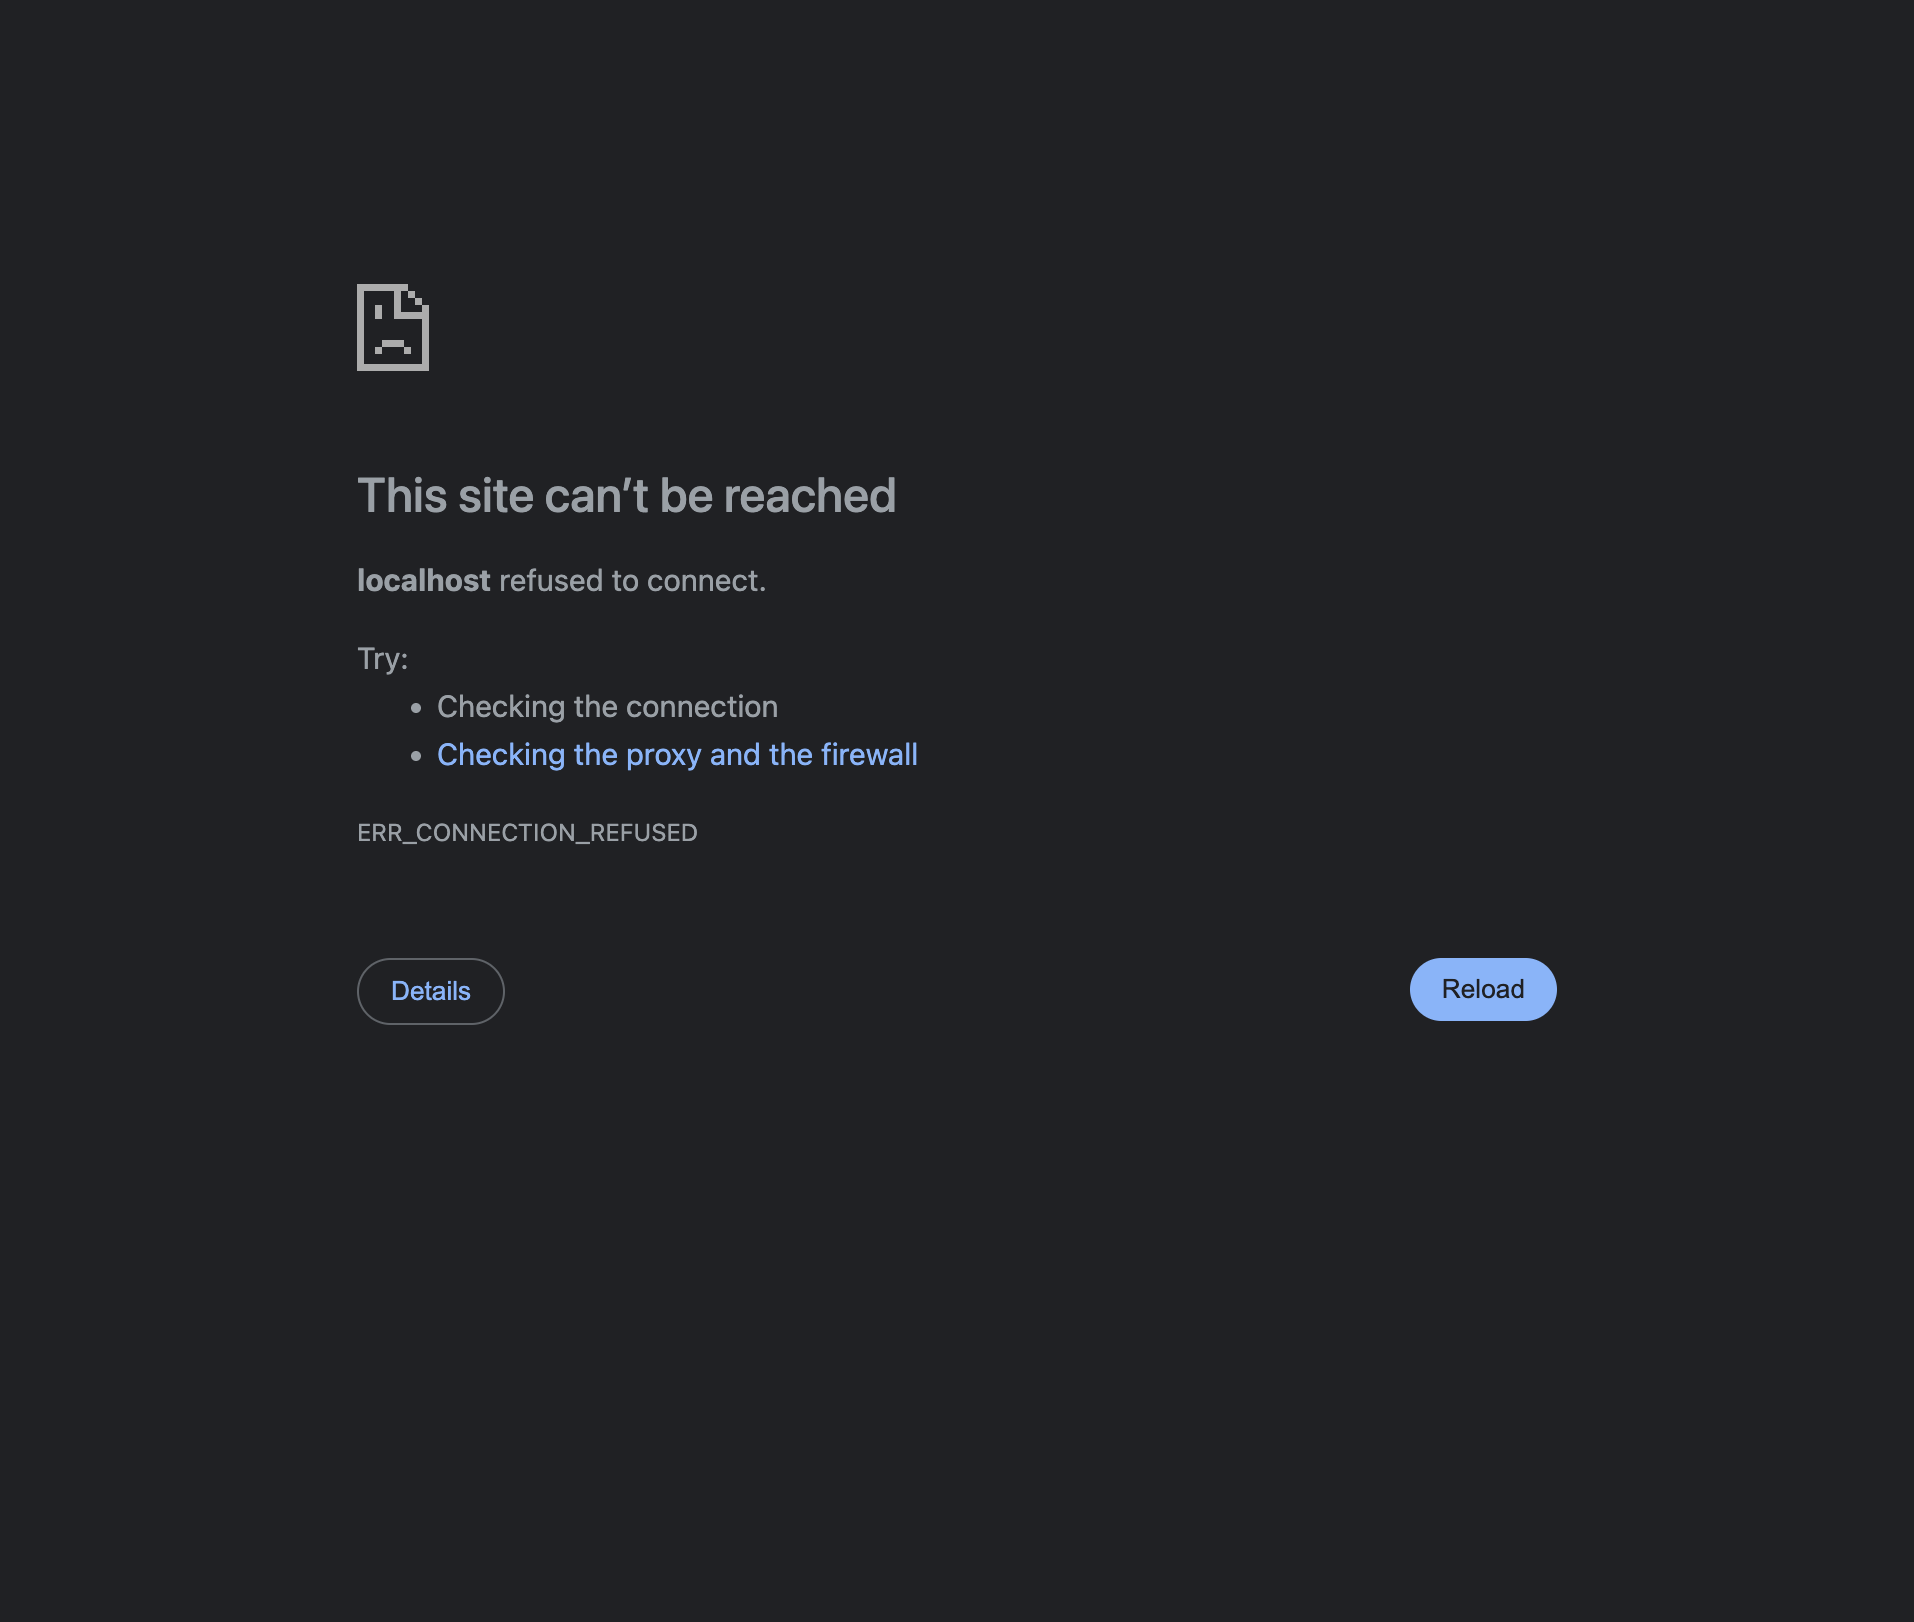 This site can’t be reached
localhost refused to connect.
Try:
• Checking the connection
• Checking the proxy and the firewall
ERR_CONNECTION_REFUSED
Details
Reload